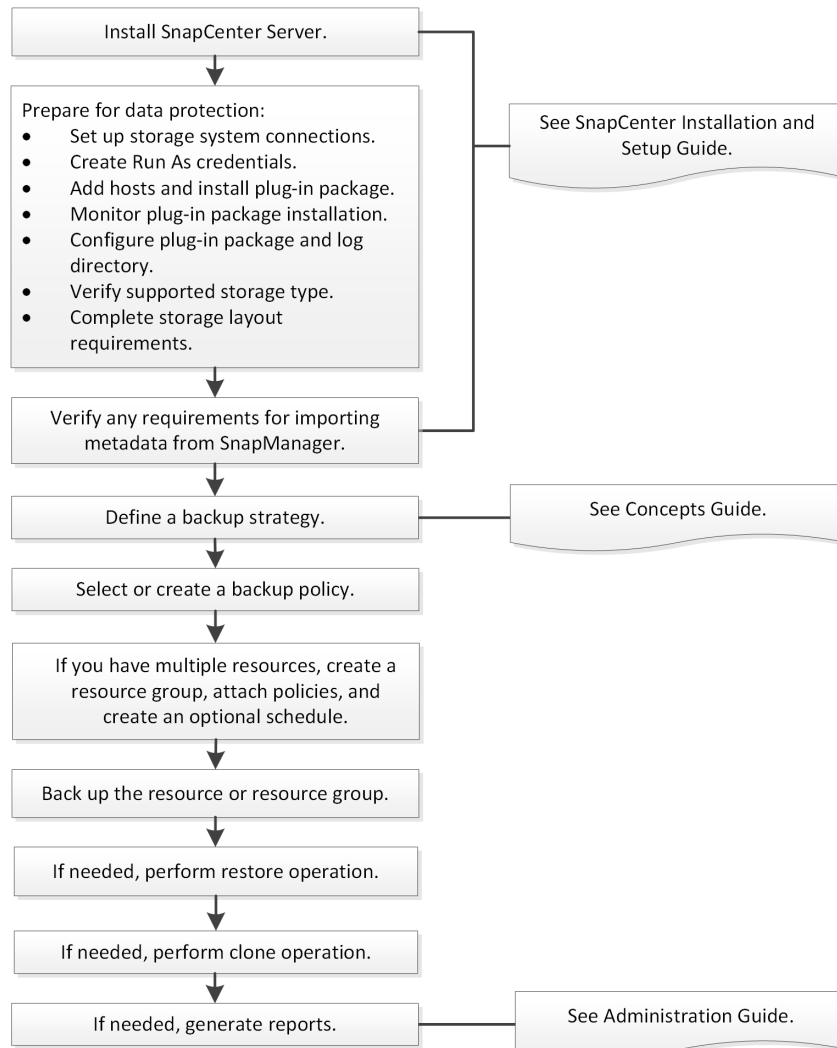 Install SnapCenter Server.
Prepare for data protection:
• Set up storage system connections.
• Create Run As credentials.
• Add hosts and install plug-in package.
• Monitor plug-in package installation.
• Configure plug-in package and log
directory.
• Verify supported storage type.
• Complete storage layout
requirements.
See SnapCenter Installation and
Setup Guide.
Verify any requirements for importing
metadata from SnapManager.
Define a backup strategy.
See Concepts Guide.
Select or create a backup policy.
If you have multiple resources, create a
resource group, attach policies, and
create an optional schedule.
Back up the resource or resource group.
If needed, perform restore operation.
If needed, perform clone operation.
If needed, generate reports.
See Administration Guide.